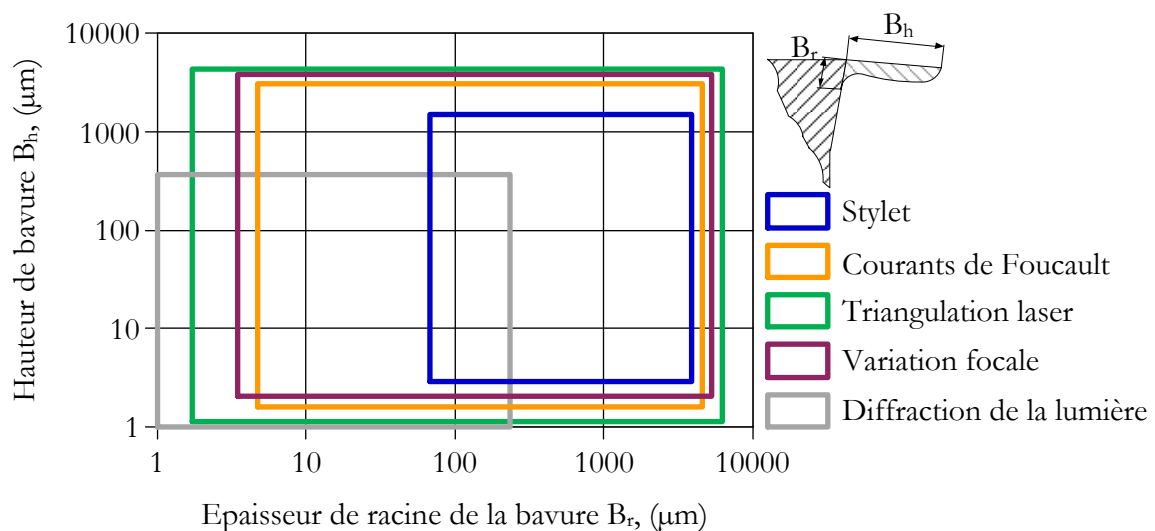 Hauteur de bavure Bₕ, (μm)
10000
1000
100
10
1
1
10
100
1000
10000
Epaisseur de racine de la bavure Bᵣ, (μm)
Bₕ
Bᵣ
Stylet
Courants de Foucault
Triangulation laser
Variation focale
Diffraction de la lumière